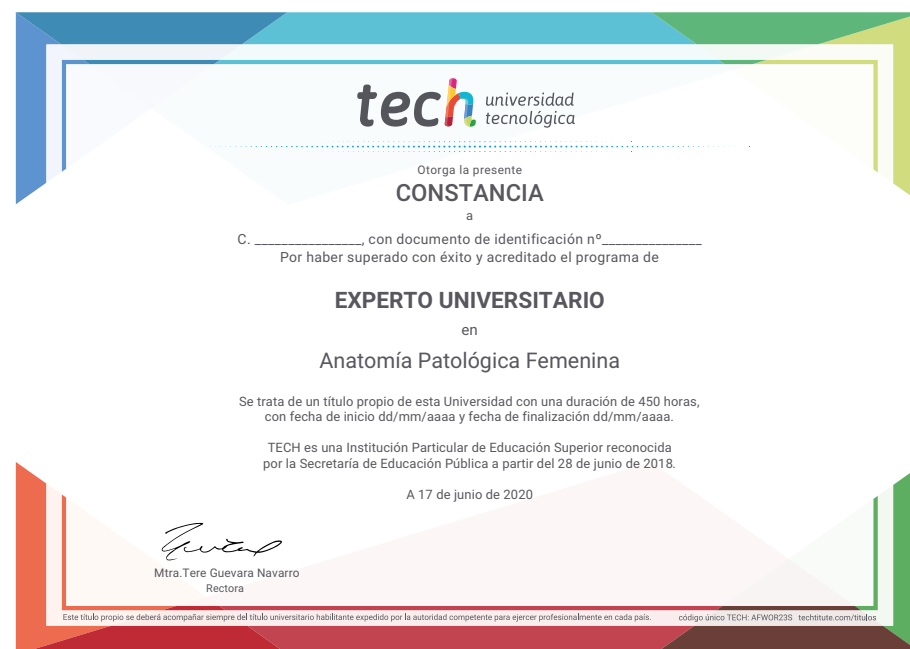 tech universidad
tecnológica
Otorga la presente
CONSTANCIA
a
C. ________________, con documento de identificación nº_______________
Por haber superado con éxito y acreditado el programa de
EXPERTO UNIVERSITARIO
en
Anatomía Patológica Femenina
Se trata de un título propio de esta Universidad con una duración de 450 horas,
con fecha de inicio dd/mm/aaaa y fecha de finalización dd/mm/aaaa.
TECH es una Institución Particular de Educación Superior reconocida
por la Secretaría de Educación Pública a partir del 28 de junio de 2018.
A 17 de junio de 2020
Mtra.Tere Guevara Navarro
Rectora
Este título propio se deberá acompañar siempre del título universitario habilitante expedido por la autoridad competente para ejercer profesionalmente en cada país. código único TECH: AFWOR23S techtitute.com/titulos